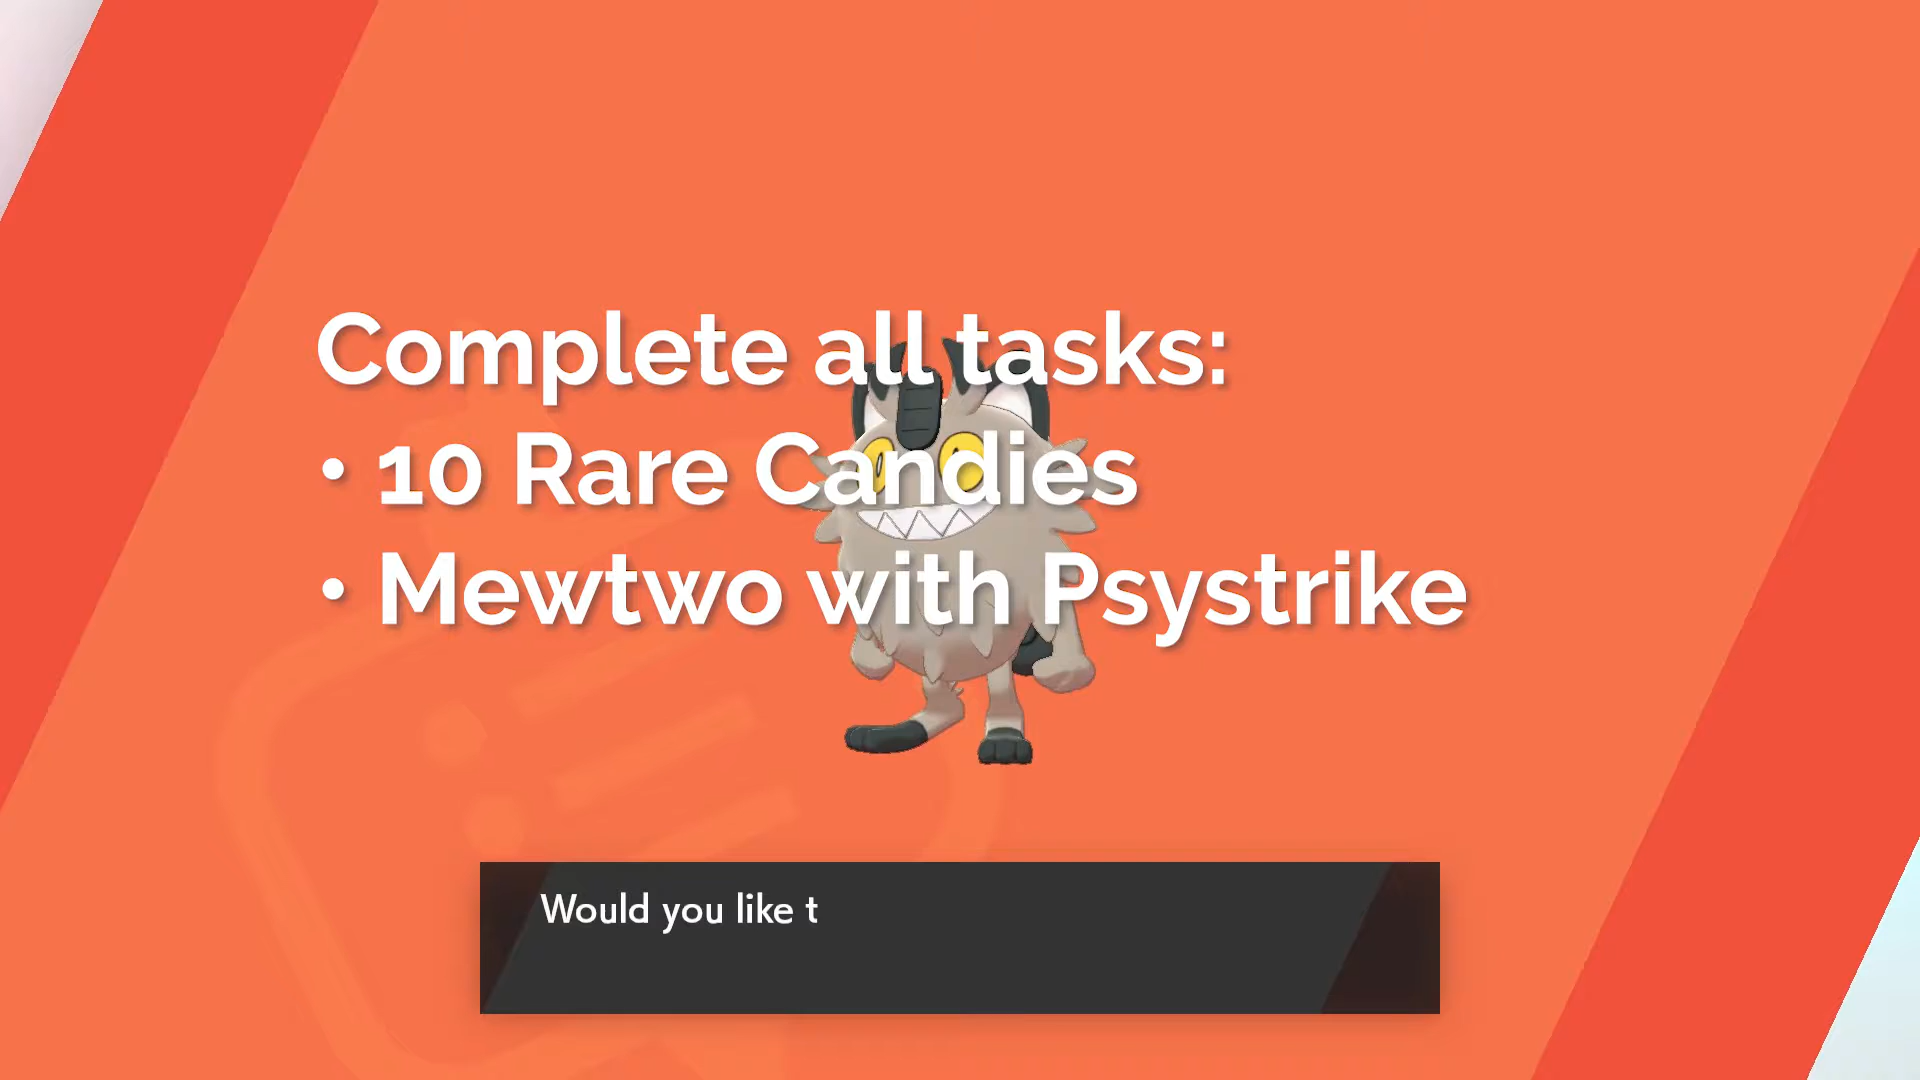 Complete all tasks:
• 10 Rare Candies
• Mewtwo with Psystrike
Would you like t